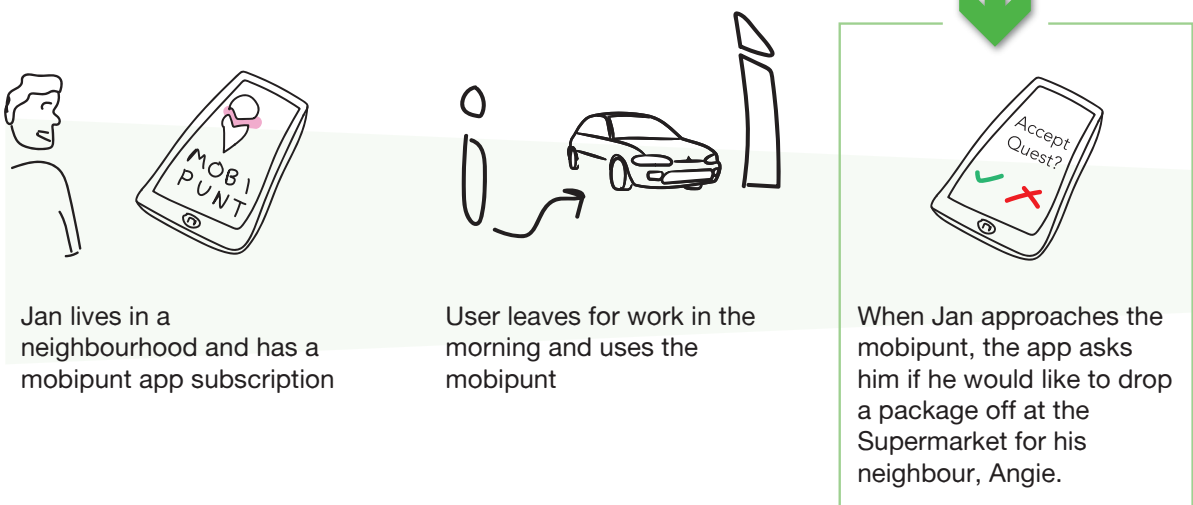 MOBI
PUNT
Accept
Quest?
Jan lives in a
neighbourhood and has a
mobipunt app subscription
User leaves for work in the
morning and uses the
mobipunt
When Jan approaches the
mobipunt, the app asks
him if he would like to drop
a package off at the
Supermarket for his
neighbour, Angie.